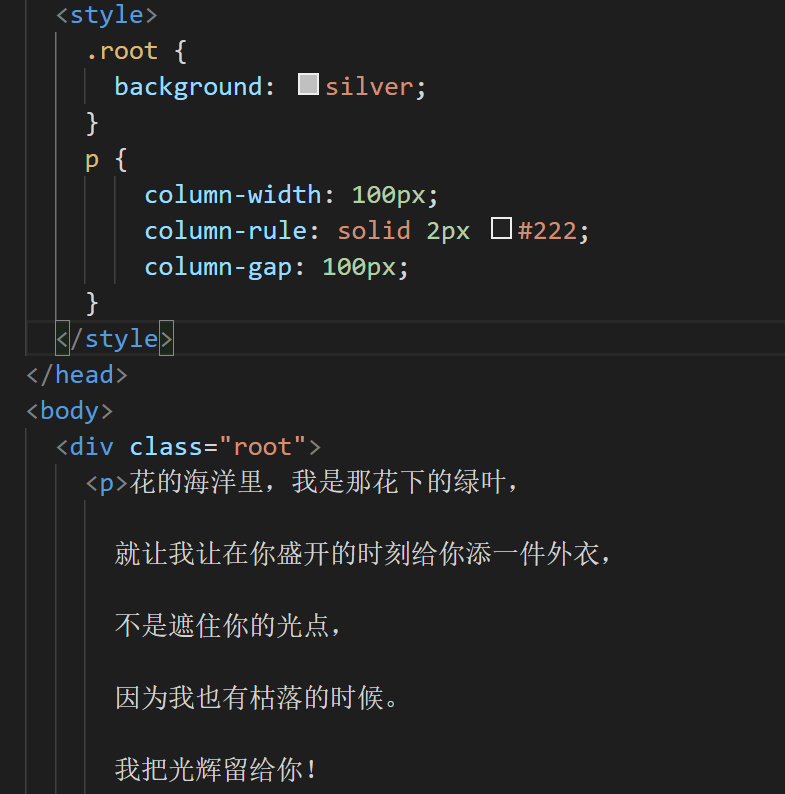 <style>
.root {
background: silver;
}
p {
column-width: 100px;
column-rule: solid 2px #222;
column-gap: 100px;
}
</style>
</head>
<body>
<div class="root">
<p>花的海洋里，我是那花下的绿叶，
就让我让在你盛开的时刻给你添一件外衣，
不是遮住你的光点，
因为我也有枯落的时候。
我把光辉留给你！